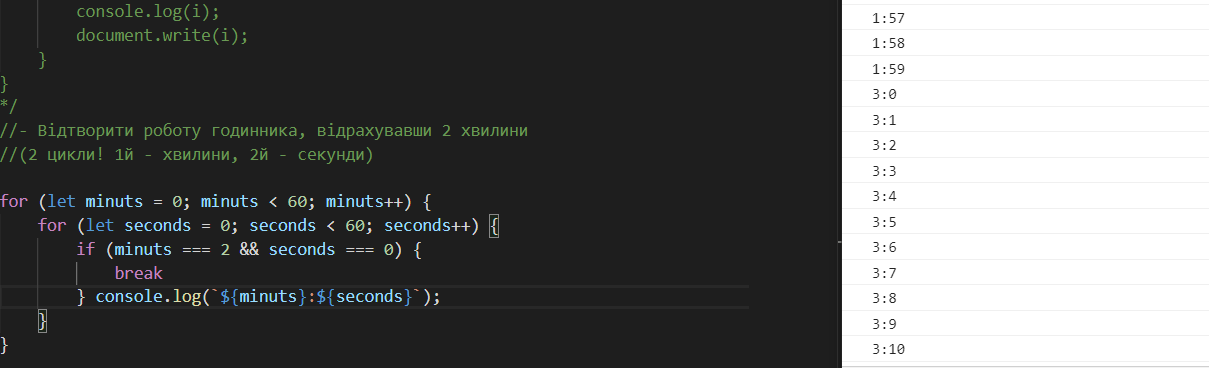 console.log(i);
document.write(i);
}
}
*/
//- Відтворити роботу годинника, відрахувавши 2 хвилини
//(2 цикли! 1й - хвилини, 2й - секунди)
for (let minuts = 0; minuts < 60; minuts++) {
for (let seconds = 0; seconds < 60; seconds++) {
if (minuts === 2 && seconds === 0) {
break
} console.log(`${minuts}:${seconds}`);
}
}
1:57
1:58
1:59
3:0
3:1
3:2
3:3
3:4
3:5
3:6
3:7
3:8
3:9
3:10